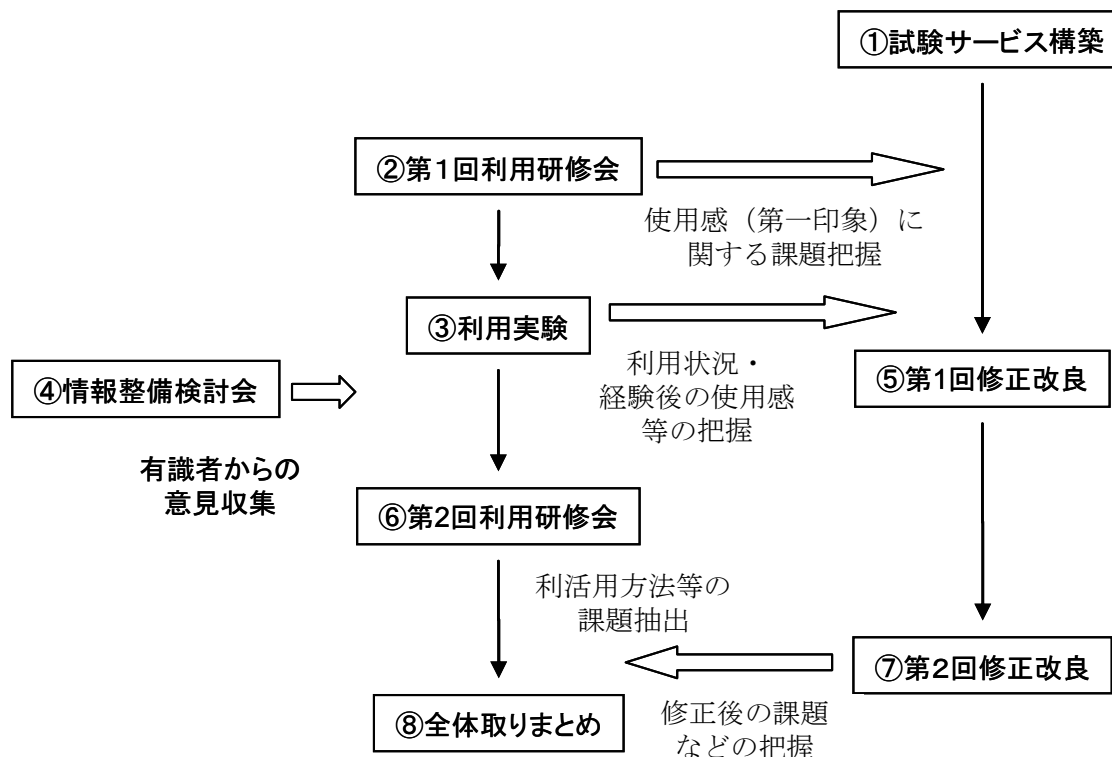 ①試験サービス構築
②第1回利用研修会
使用感（第一印象）に
関する課題把握
③利用実験
利用状況・
経験後の使用感
等の把握
④情報整備検討会
⑤第1回修正改良
有識者からの
意見収集
⑥第2回利用研修会
利活用方法等の
課題抽出
⑦第2回修正改良
⑧全体取りまとめ
修正後の課題
などの把握